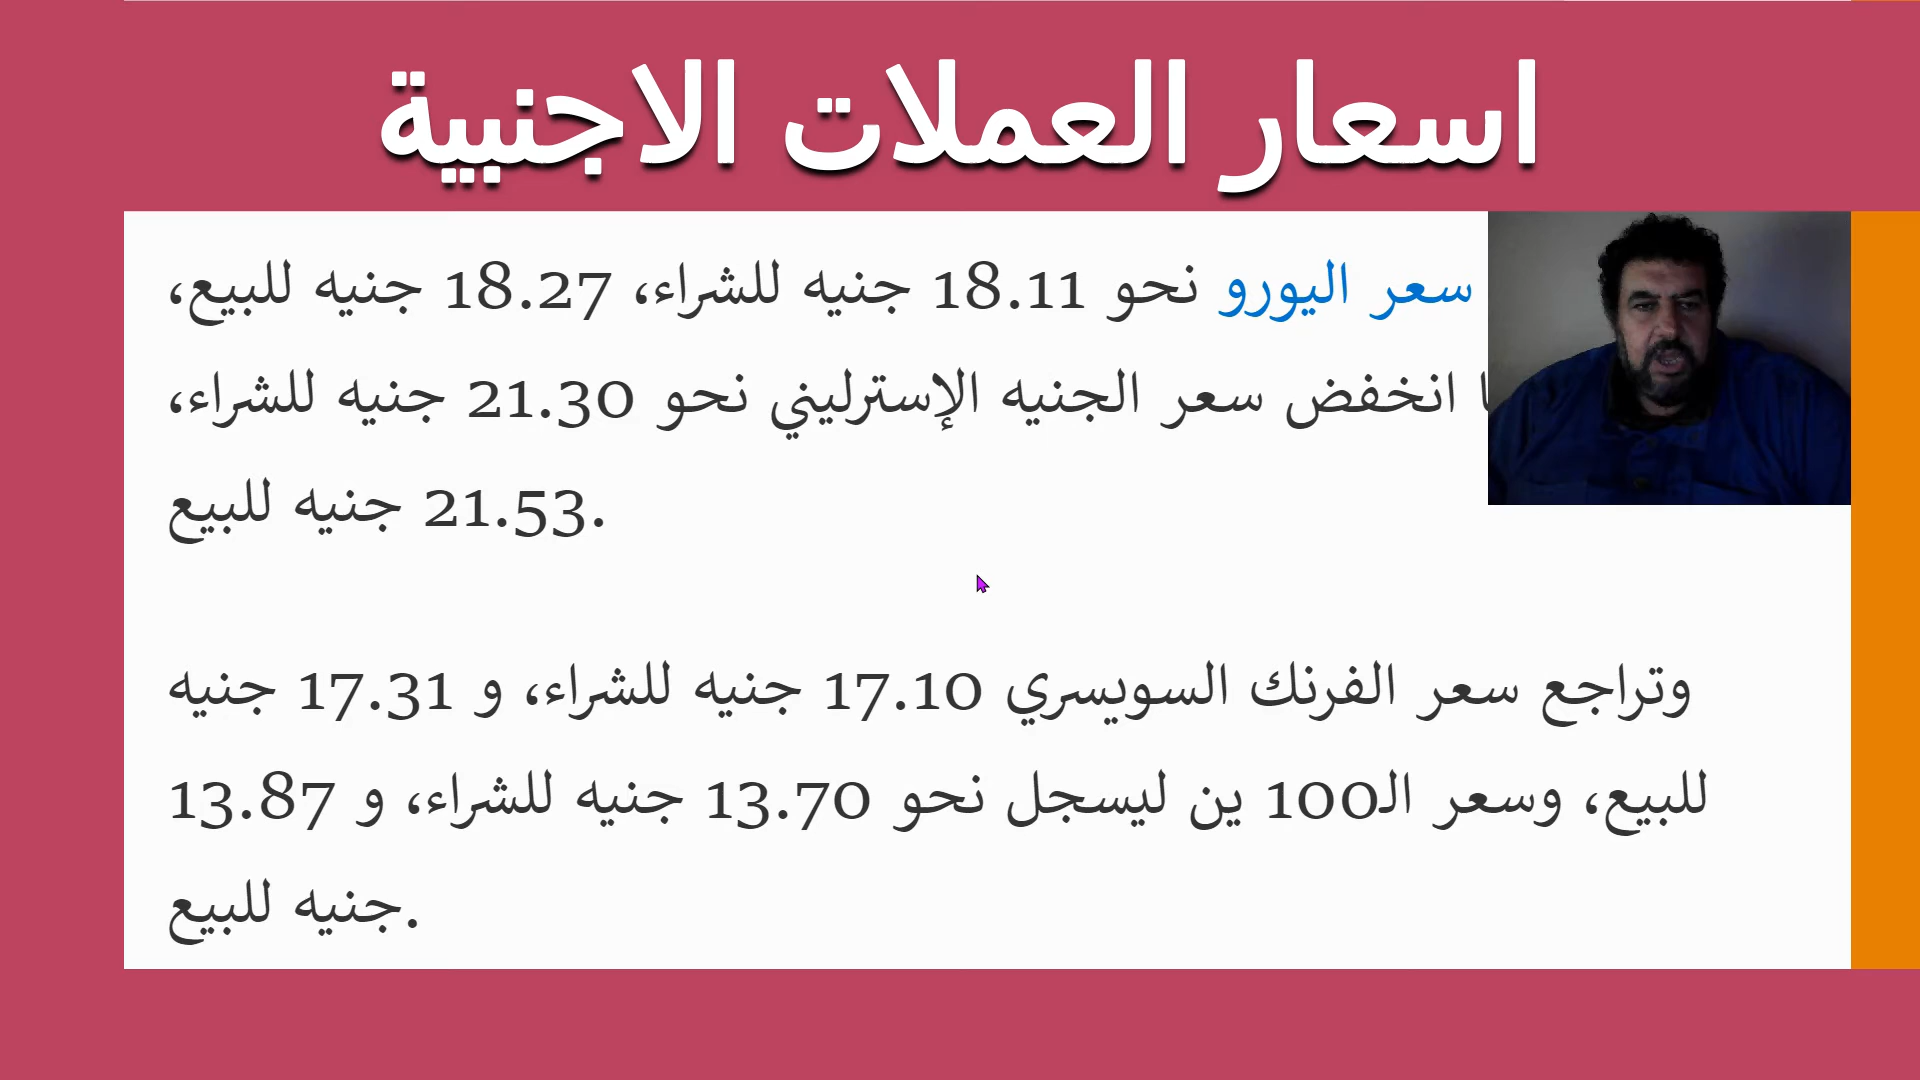 اسعار العملات الاجنبية
سعر اليورو نحو 18.11 جنيه للشراء، 18.27 جنيه للبيع،
انخفض سعر الجنيه الإسترليني نحو 21.30 جنيه للشراء،
21.53 جنيه للبيع.
وتراجع سعر الفرنك السويسري 17.10 جنيه للشراء، و 17.31 جنيه
للبيع، وسعر الـ100 ين ليسجل نحو 13.70 جنيه للشراء، و 13.87
جنيه للبيع.